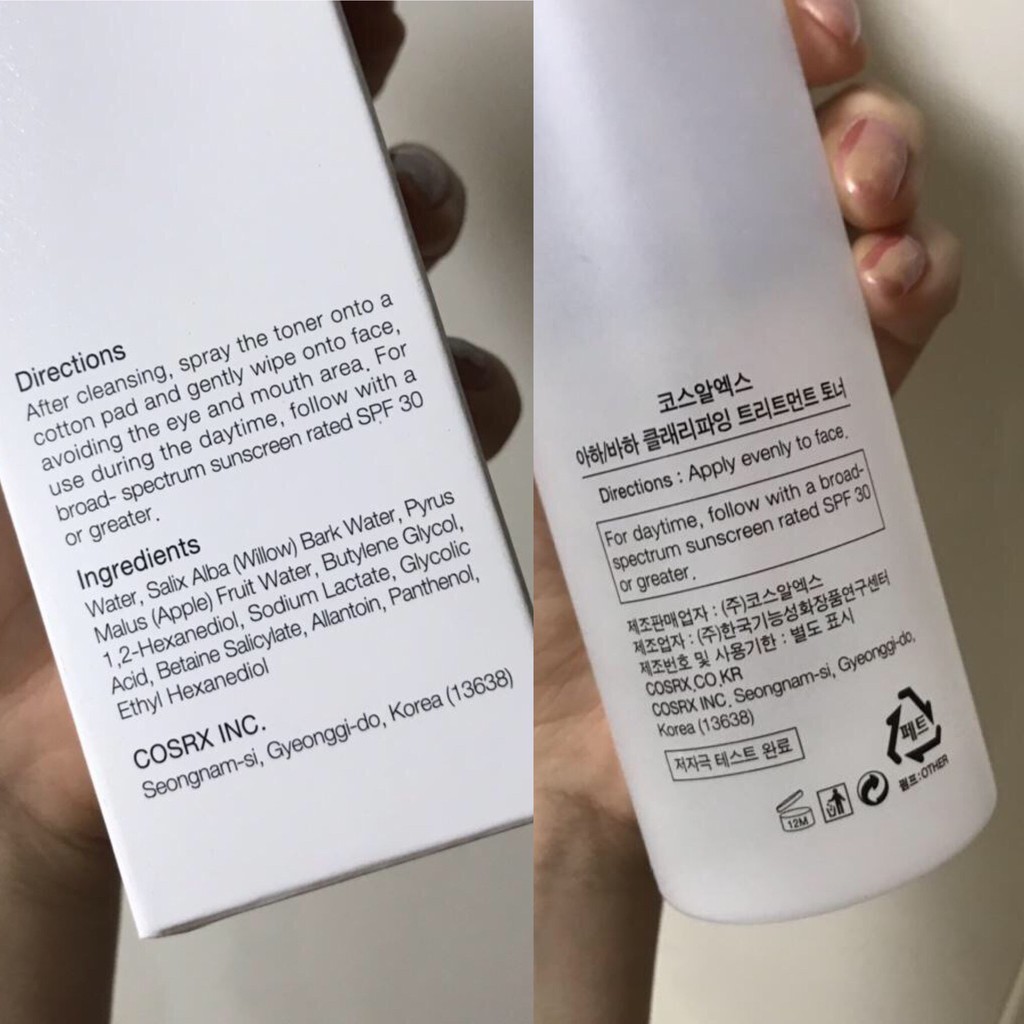 Directions
After cleansing, spray the toner onto a
cotton pad and gently wipe onto face,
avoiding the eye and mouth area. For
use during the daytime, follow with a
broad- spectrum sunscreen rated SPF 30
or greater.
Ingredients
Water, Salix Alba (Willow) Bark Water, Pyrus
Malus (Apple) Fruit Water, Butylene Glycol,
1,2-Hexanediol, Sodium Lactate, Glycolic
Acid, Betaine Salicylate, Allantoin, Panthenol,
Ethyl Hexanediol
COSRX INC.
Seongnam-si, Gyeonggi-do, Korea (13638)
코스알엑스
아하/바하 클래리파잉 트리트먼트 토너
Directions : Apply evenly to face.
For daytime, follow with a broad-
spectrum sunscreen rated SPF 30
or greater.
제조판매업자 : (주)코스알엑스
제조업자 : (주)한국기능성화장품연구센터
제조번호 및 사용기한 : 별도 표시
COSRX.CO.KR
COSRX INC. Seongnam-si, Gyeonggi-do,
Korea (13638)
저자극 테스트 완료
페트
펌프:OTHER
12M